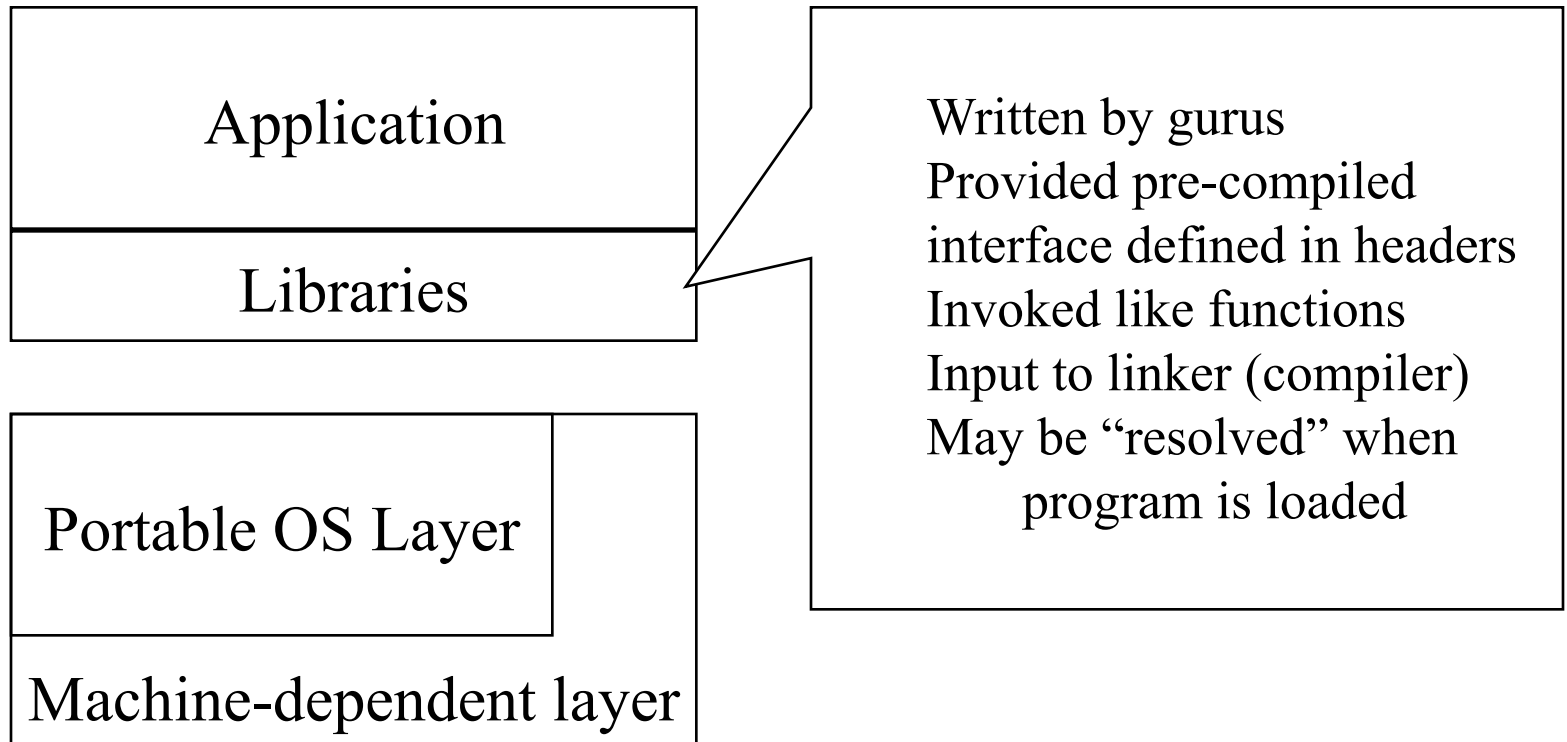 Application
Libraries
Portable OS Layer
Machine-dependent layer
Written by gurus
Provided pre-compiled
interface defined in headers
Invoked like functions
Input to linker (compiler)
May be “resolved” when
program is loaded